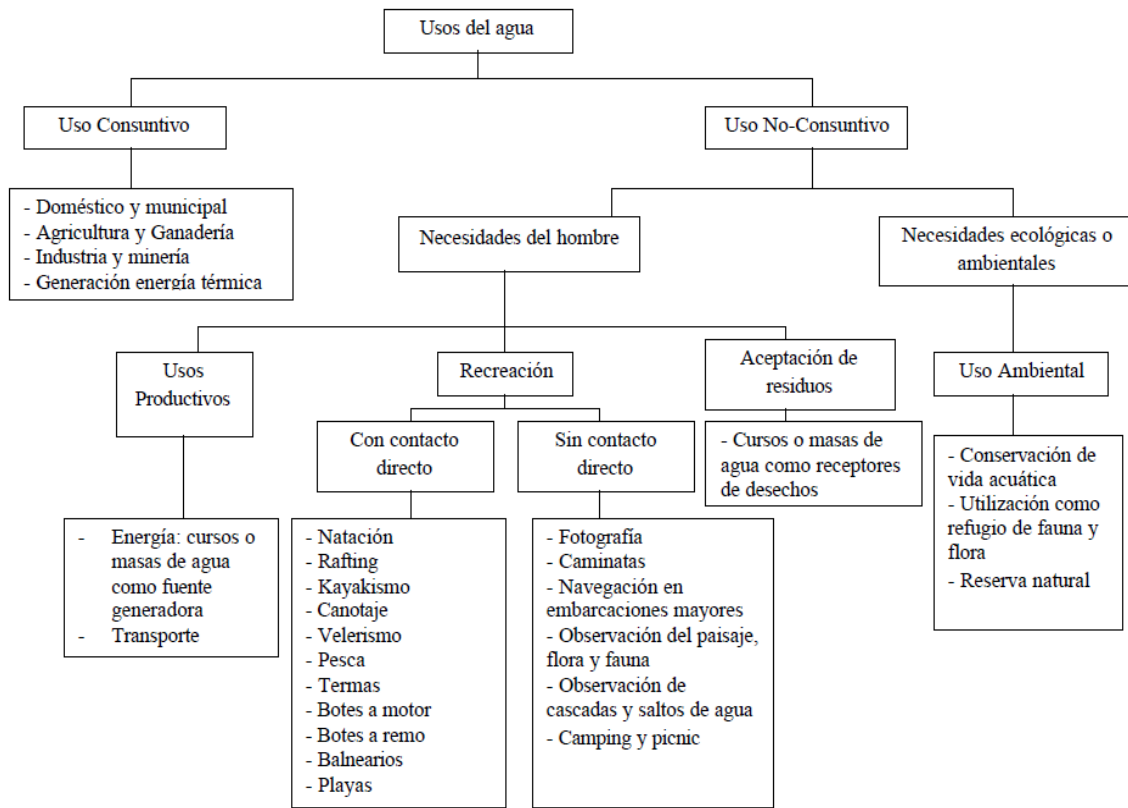 Usos del agua
Uso Consuntivo
Uso No-Consuntivo
- Doméstico y municipal
- Agricultura y Ganadería
- Industria y minería
- Generación energía térmica
Necesidades del hombre
Necesidades ecológicas o
ambientales
Usos
Productivos
Recreación
Aceptación de
residuos
Uso Ambiental
Con contacto
directo
Sin contacto
directo
- Cursos o masas de
agua como receptores
de desechos
- Conservación de
vida acuática
- Utilización como
refugio de fauna y
flora
- Reserva natural
- Energía: cursos o
masas de agua
como fuente
generadora
- Transporte
- Natación
- Rafting
- Kayakismo
- Canotaje
- Velerismo
- Pesca
- Termas
- Botes a motor
- Botes a remo
- Balnearios
- Playas
- Fotografía
- Caminatas
- Navegación en
embarcaciones mayores
- Observación del paisaje,
flora y fauna
- Observación de
cascadas y saltos de agua
- Camping y picnic